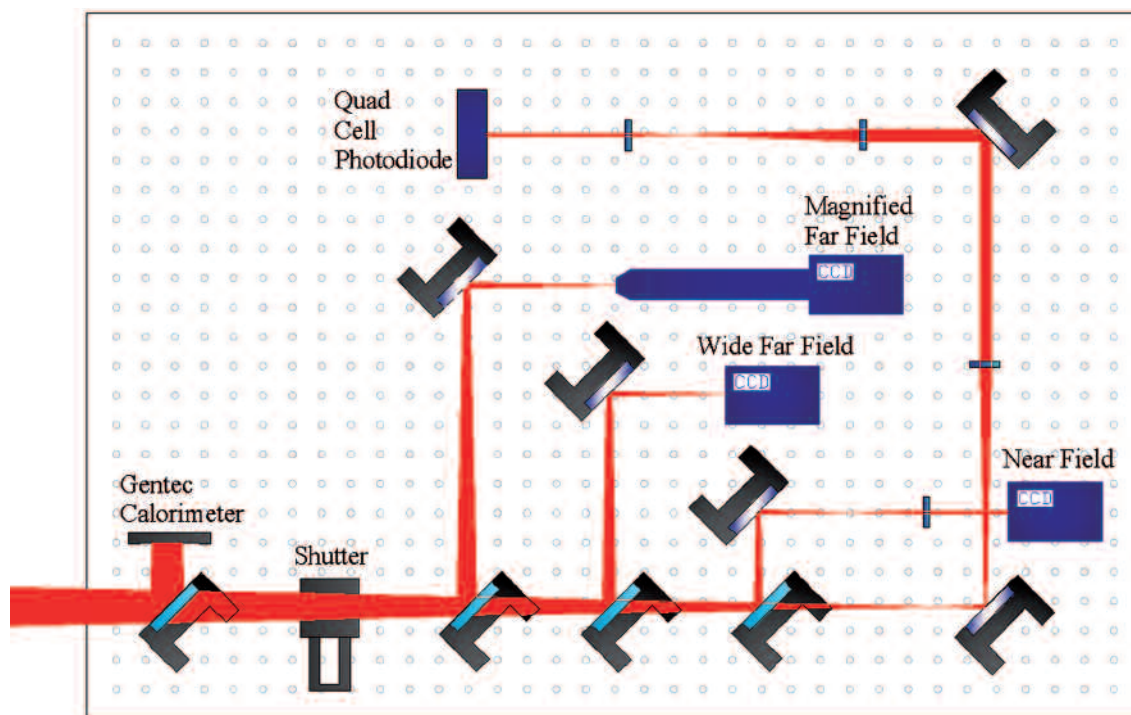 Quad
Cell
Photodiode
Magnified
Far Field
CCD
Wide Far Field
CCD
Near Field
CCD
Gentec
Calorimeter
Shutter